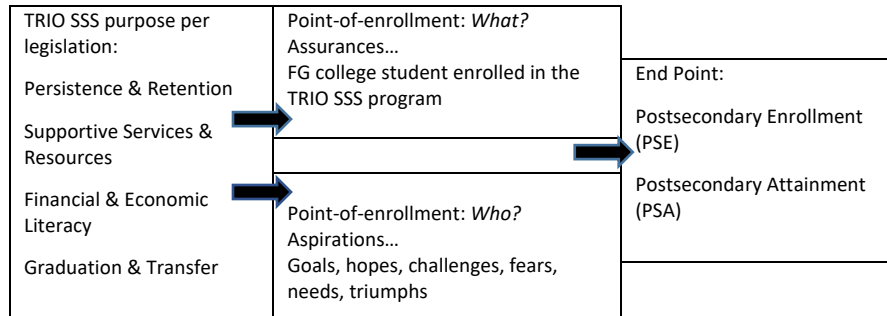 TRIO SSS purpose per
legislation:
Persistence & Retention
Supportive Services &
Resources
Financial & Economic
Literacy
Graduation & Transfer
Point-of-enrollment: What?
Assurances…
FG college student enrolled in the
TRIO SSS program
Point-of-enrollment: Who?
Aspirations…
Goals, hopes, challenges, fears,
needs, triumphs
End Point:
Postsecondary Enrollment
(PSE)
Postsecondary Attainment
(PSA)